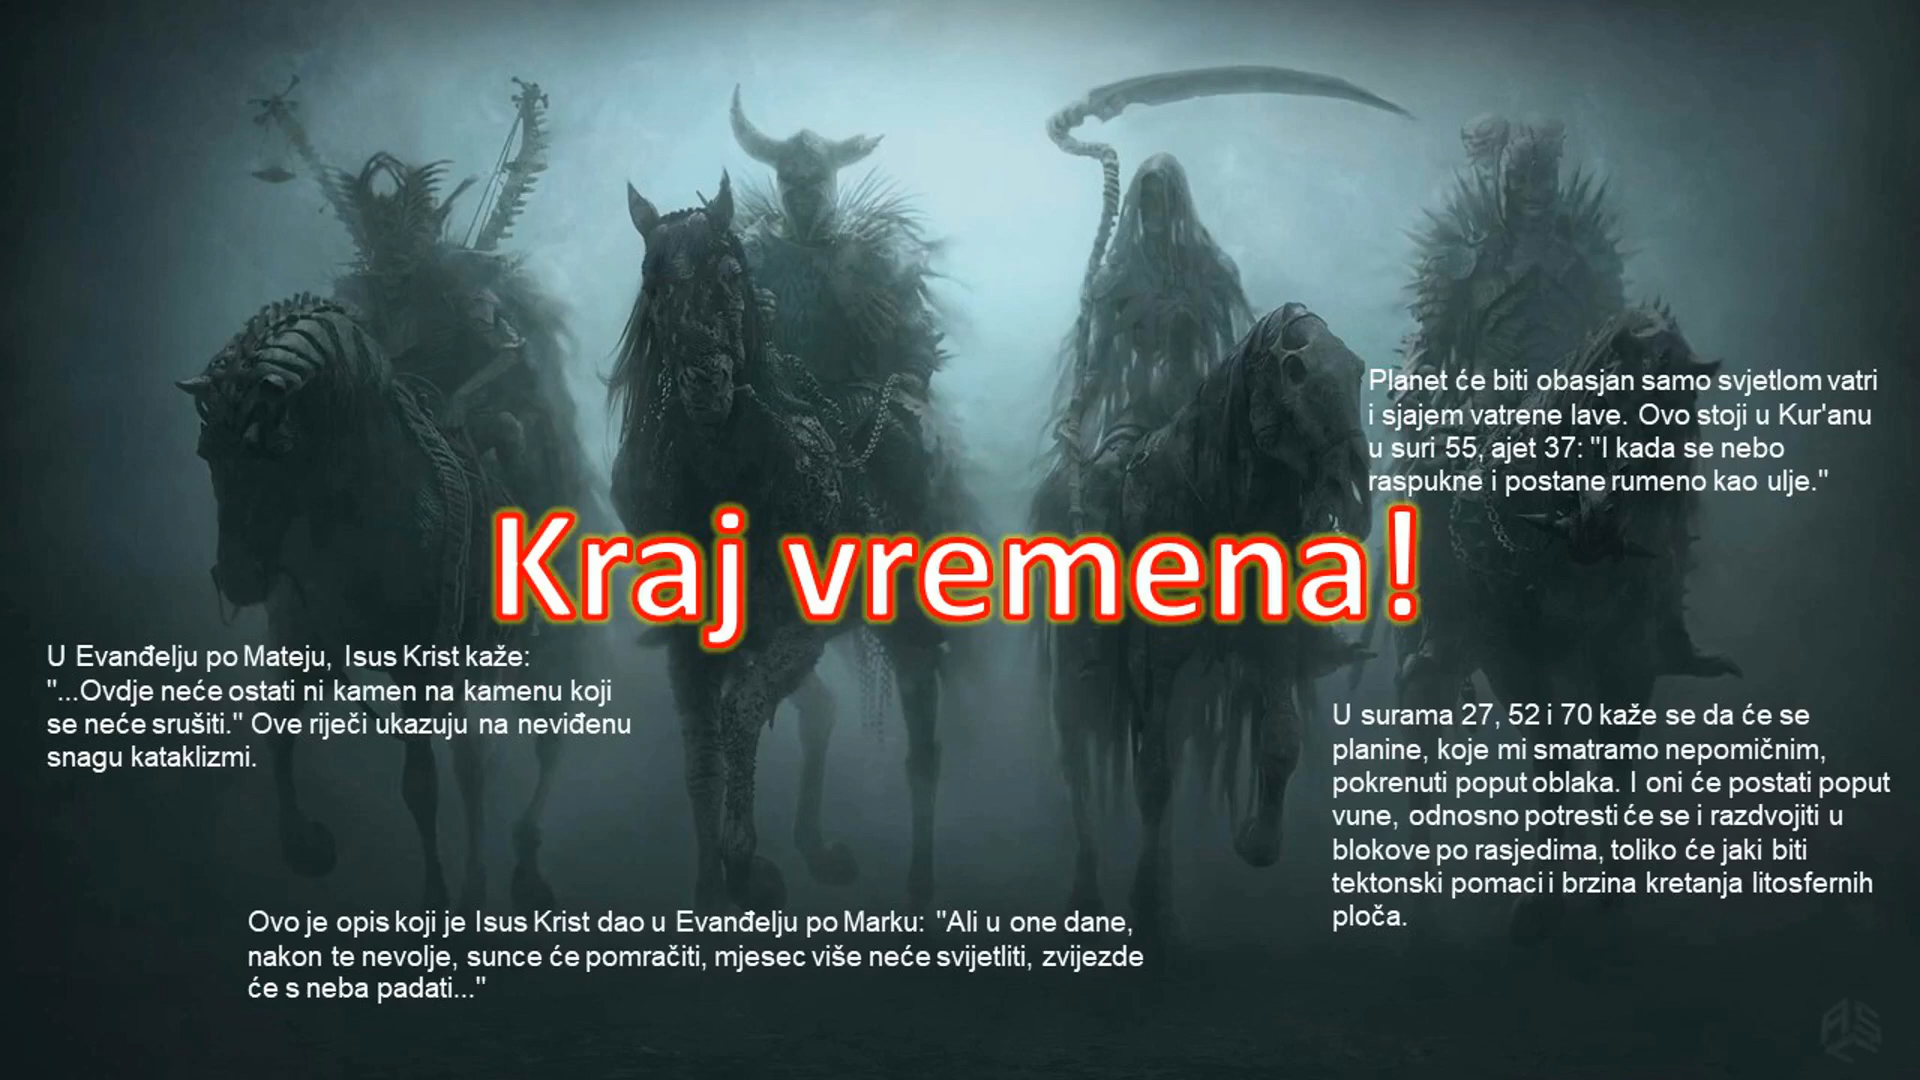 Planet će biti obasjan samo svjetlom vatri
i sjajem vatrene lave. Ovo stoji u Kur'anu
u suri 55, ajet 37: "I kada se nebo
raspukne i postane rumeno kao ulje."
Kraj vremena!
U Evanđelju po Mateju, Isus Krist kaže:
"...Ovdje neće ostati ni kamen na kamenu koji
se neće srušiti." Ove riječi ukazuju na neviđenu
snagu kataklizmi.
U surama 27, 52 i 70 kaže se da će se
planine, koje mi smatramo nepomičnim,
pokrenuti poput oblaka. I oni će postati poput
vune, odnosno potresti će se i razdvojiti u
blokove po rasjedima, toliko će jaki biti
tektonski pomaci i brzina kretanja litosfernih
ploča.
Ovo je opis koji je Isus Krist dao u Evanđelju po Marku: "Ali u one dane,
nakon te nevolje, sunce će pomračiti, mjesec više neće svijetliti, zvijezde
će s neba padati..."